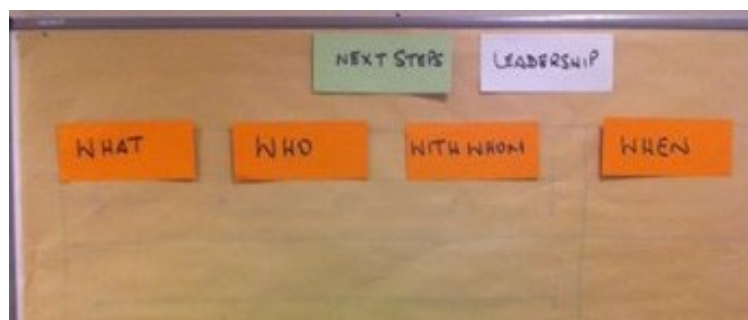 NEXT STEPS
LEADERSHIP
WHAT
WHO
WITH WHOM
WHEN